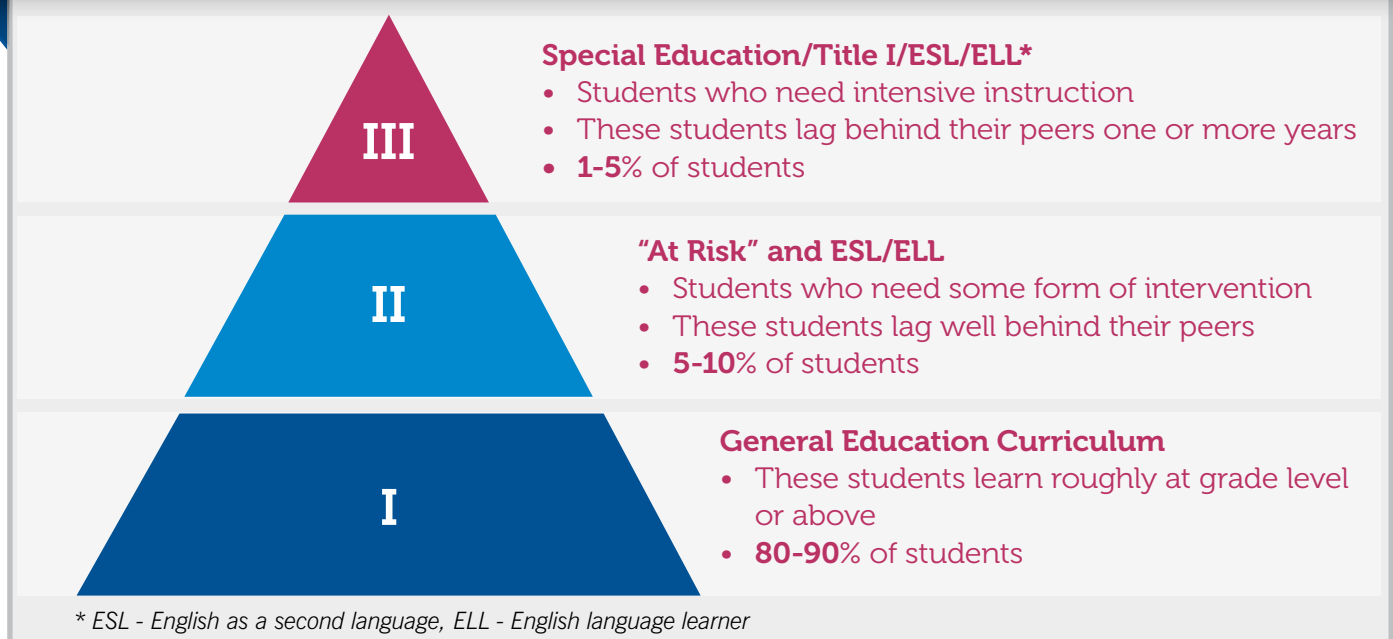 Special Education/Title I/ESL/ELL*
• Students who need intensive instruction
• These students lag behind their peers one or more years
• 1-5% of students
III
“At Risk” and ESL/ELL
• Students who need some form of intervention
• These students lag well behind their peers
• 5-10% of students
II
General Education Curriculum
• These students learn roughly at grade level
or above
• 80-90% of students
I
* ESL - English as a second language, ELL - English language learner